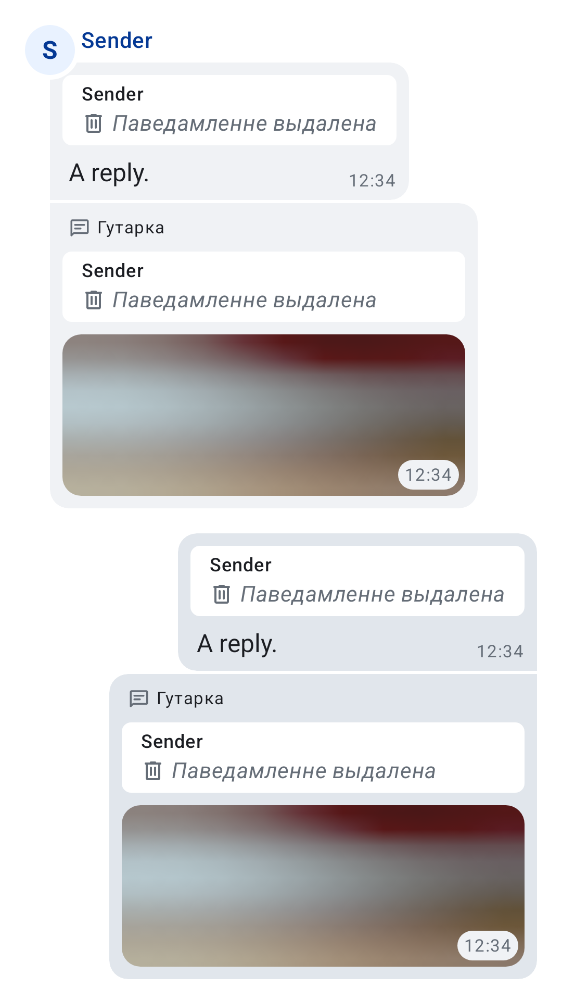 S
Sender
Sender
Паведамленне выдалена
A reply.
12:34
Гутарка
Sender
Паведамленне выдалена
12:34
Sender
Паведамленне выдалена
A reply.
12:34
Гутарка
Sender
Паведамленне выдалена
12:34